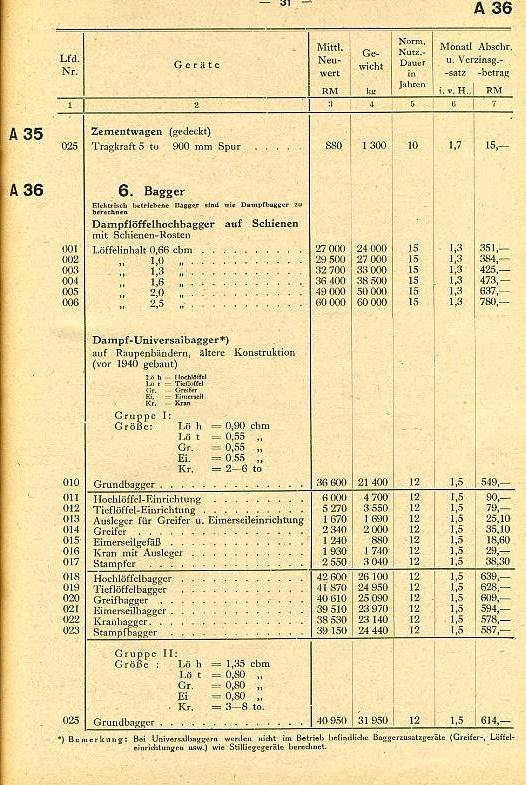 — 31 —
A 36
Lfd. Nr. Geräte Mittl. Neu-wert RM Ge-wicht kg Norm. Nutz.-Dauer in Jahren Monatl Abschr. u. Verzinsg.- -satz i. v. H. -betrag RM
1 2 3 4 5 6 7
A 35 Zementwagen (gedeckt)
025 Tragkraft 5 to 900 mm Spur . . . . . 880 1 300 10 1,7 15,—
A 36 6. Bagger
Elektrisch betriebene Bagger sind wie Dampfbagger zu
berechnen
Dampflöffelhochbagger auf Schienen
mit Schienen-Rosten
001 Löffelinhalt 0,66 cbm . . . . . . . . . 27 000 24 000 15 1,3 351,—
002 „ 1,0 „ . . . . . . . . . 29 500 27 000 15 1,3 384,—
003 „ 1,3 „ . . . . . . . . . 32 700 33 000 15 1,3 425,—
004 „ 1,6 „ . . . . . . . . . 36 400 38 500 15 1,3 473,—
005 „ 2,0 „ . . . . . . . . . 49 000 50 000 15 1,3 637,—
006 „ 2,5 „ . . . . . . . . . 60 000 60 000 15 1,3 780,—
Dampf-Universalbagger*)
auf Raupenbändern, ältere Konstruktion
(vor 1940 gebaut)
Lö h = Hochlöffel
Lö t = Tieflöffel
Gr. = Greifer
Ei. = Eimerseil
Kr. = Kran
Gruppe I:
Größe: Lö h = 0,90 cbm
Lö t = 0,55 „
Gr. = 0,55 „
Ei. = 0.55 „
Kr. = 2—6 to
010 Grundbagger . . . . . . . . . . . . 36 600 21 400 12 1,5 549,—
011 Hochlöffel-Einrichtung . . . . . . . . 6 000 4 700 12 1,5 90,—
012 Tieflöffel-Einrichtung . . . . . . . . 5 270 3 550 12 1,5 79,—
013 Ausleger für Greifer u. Eimerseileinrichtung 1 670 1 690 12 1,5 25,10
014 Greifer . . . . . . . . . . . . . . 2 340 2 000 12 1,5 35,10
015 Eimerseilgefäß . . . . . . . . . . . 1 240 880 12 1,5 18,60
016 Kran mit Ausleger . . . . . . . . . . 1 930 1 740 12 1,5 29,—
017 Stampfer . . . . . . . . . . . . . . 2 550 3 040 12 1,5 38,30
018 Hochlöffelbagger . . . . . . . . . . 42 600 26 100 12 1,5 639,—
019 Tieflöffelbagger . . . . . . . . . . 41 870 24 950 12 1,5 628,—
020 Greifbagger . . . . . . . . . . . . 40 610 25 090 12 1,5 609,—
021 Eimerseilbagger . . . . . . . . . . . 39 510 23 970 12 1,5 594,—
022 Kranbagger . . . . . . . . . . . . . 38 530 23 140 12 1,5 578,—
023 Stampfbagger . . . . . . . . . . . . 39 150 24 440 12 1,5 587,—
Gruppe II:
Größe : Lö h = 1,35 cbm
Lö t = 0,80 „
Gr. = 0,80 „
Ei = 0,80 „
Kr. = 3—8 to.
025 Grundbagger . . . . . . . . . . . . 40 950 31 950 12 1,5 614,—
*) Bemerkung: Bei Universalbaggern werden nicht im Betrieb befindliche Baggerzusatzgeräte (Greifer-, Löffel-
einrichtungen usw.) wie Stilliegegeräte berechnet.